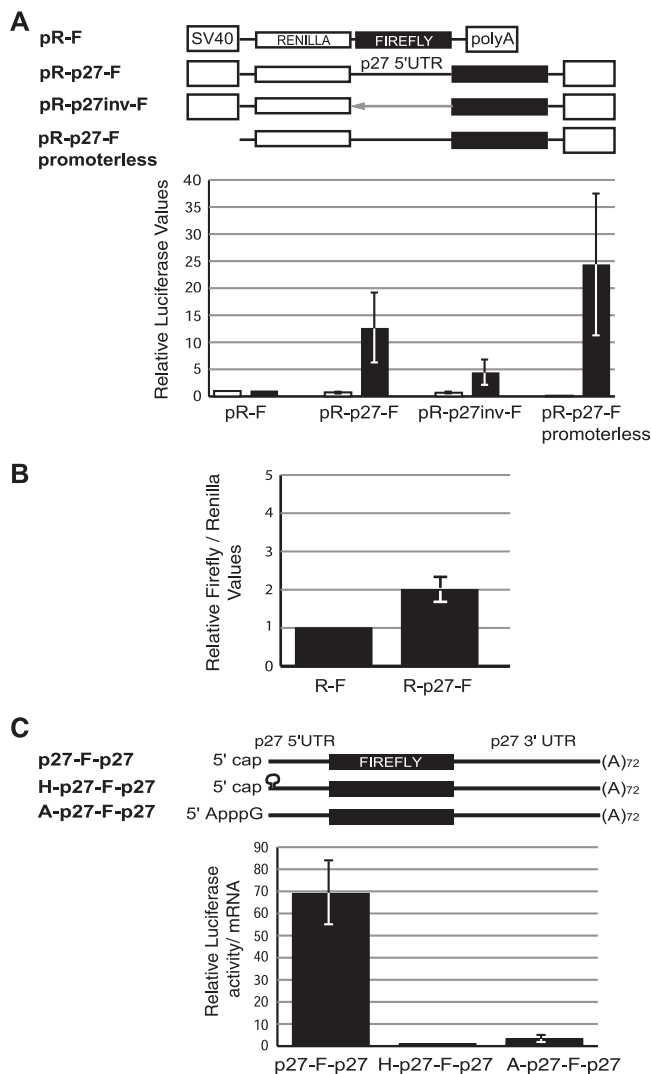 A
pR-F
SV40
RENILLA
FIREFLY
polyA
pR-p27-F
p27 5'UTR
pR-p27inv-F
pR-p27-F
promoterless
Relative Luciferase Values
40
35
30
25
20
15
10
5
0
pR-F
pR-p27-F
pR-p27inv-F
pR-p27-F
promoterless
B
Relative Firefly / Renilla
Values
5
4
3
2
1
0
R-F
R-p27-F
C
p27 5'UTR
p27 3' UTR
p27-F-p27
5' cap
FIREFLY
(A)72
H-p27-F-p27
5' cap
(A)72
A-p27-F-p27
5' ApppG
(A)72
Relative Luciferase
activity/ mRNA
90
80
70
60
50
40
30
20
10
0
p27-F-p27
H-p27-F-p27
A-p27-F-p27